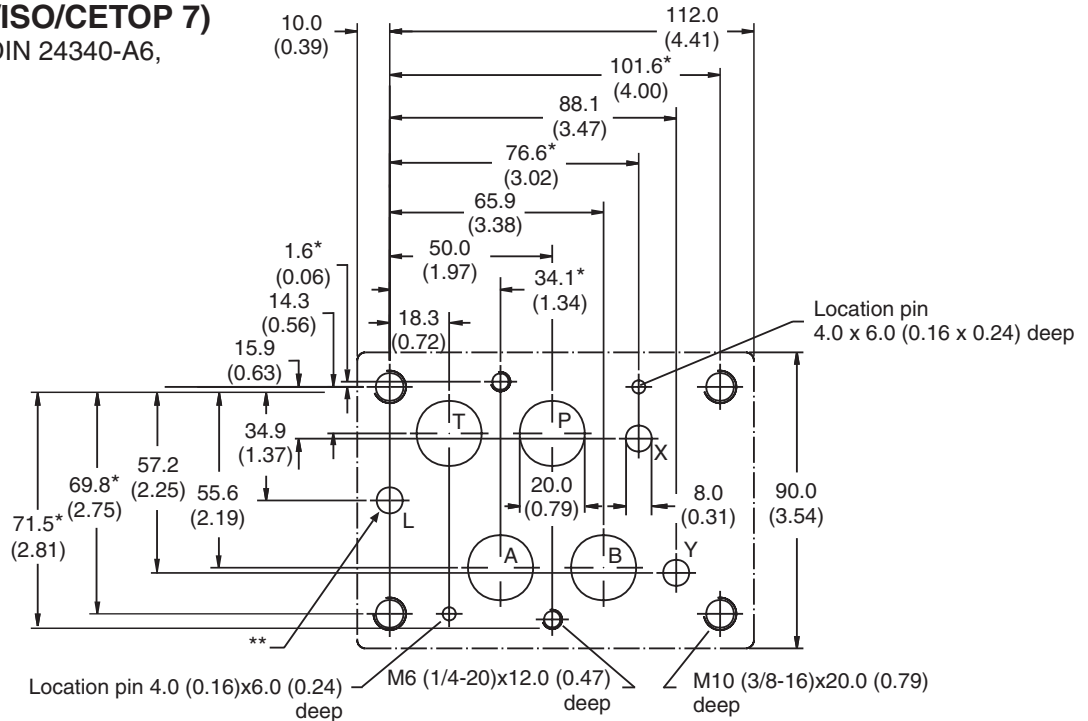 /ISO/CETOP 7)
DIN 24340-A6,
10.0
(0.39)
112.0
(4.41)
101.6*
(4.00)
88.1
(3.47)
76.6*
(3.02)
65.9
(3.38)
50.0
(1.97)
1.6*
(0.06)
34.1*
(1.34)
14.3
(0.56)
18.3
(0.72)
15.9
(0.63)
Location pin
4.0 x 6.0 (0.16 x 0.24) deep
T
P
X
34.9
(1.37)
57.2
(2.25)
55.6
(2.19)
69.8*
(2.75)
71.5*
(2.81)
20.0
(0.79)
8.0
(0.31)
90.0
(3.54)
L
A
B
Y
**
Location pin 4.0 (0.16)x6.0 (0.24)
deep
M6 (1/4-20)x12.0 (0.47)
deep
M10 (3/8-16)x20.0 (0.79)
deep